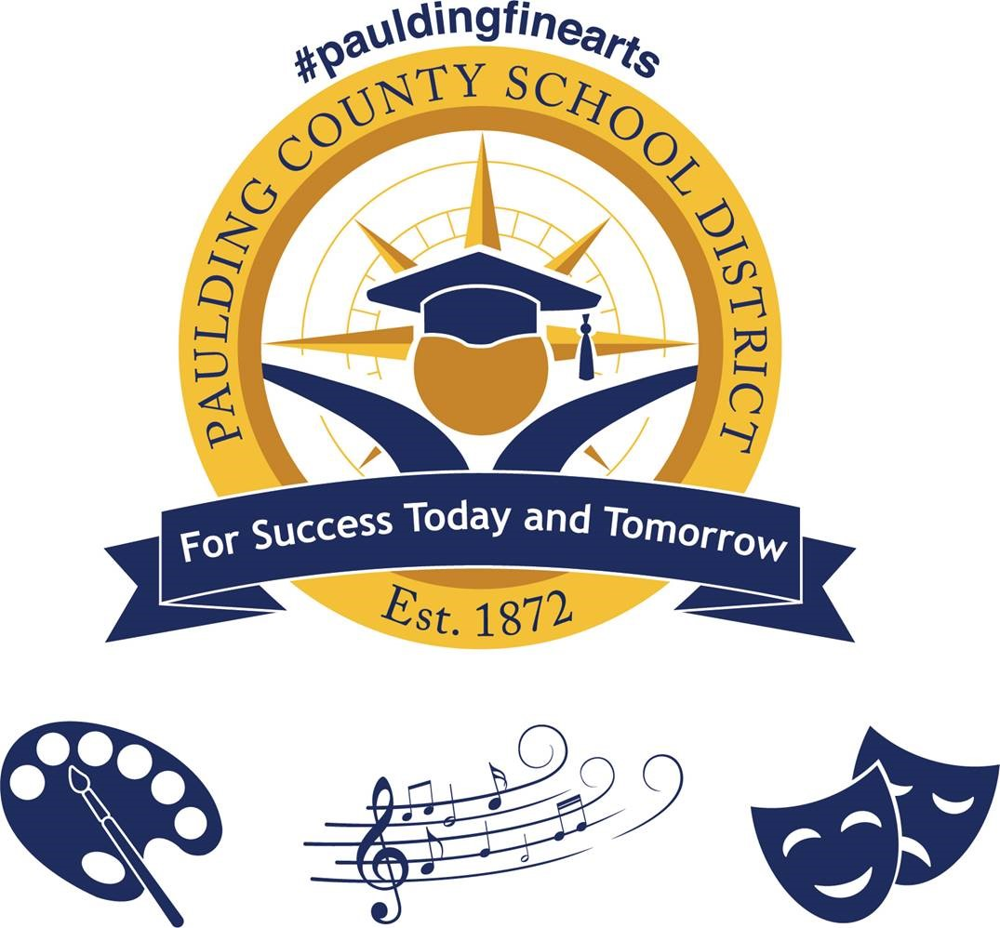 #pauldingfinearts
PAULDING COUNTY SCHOOL DISTRICT
For Success Today and Tomorrow
Est. 1872